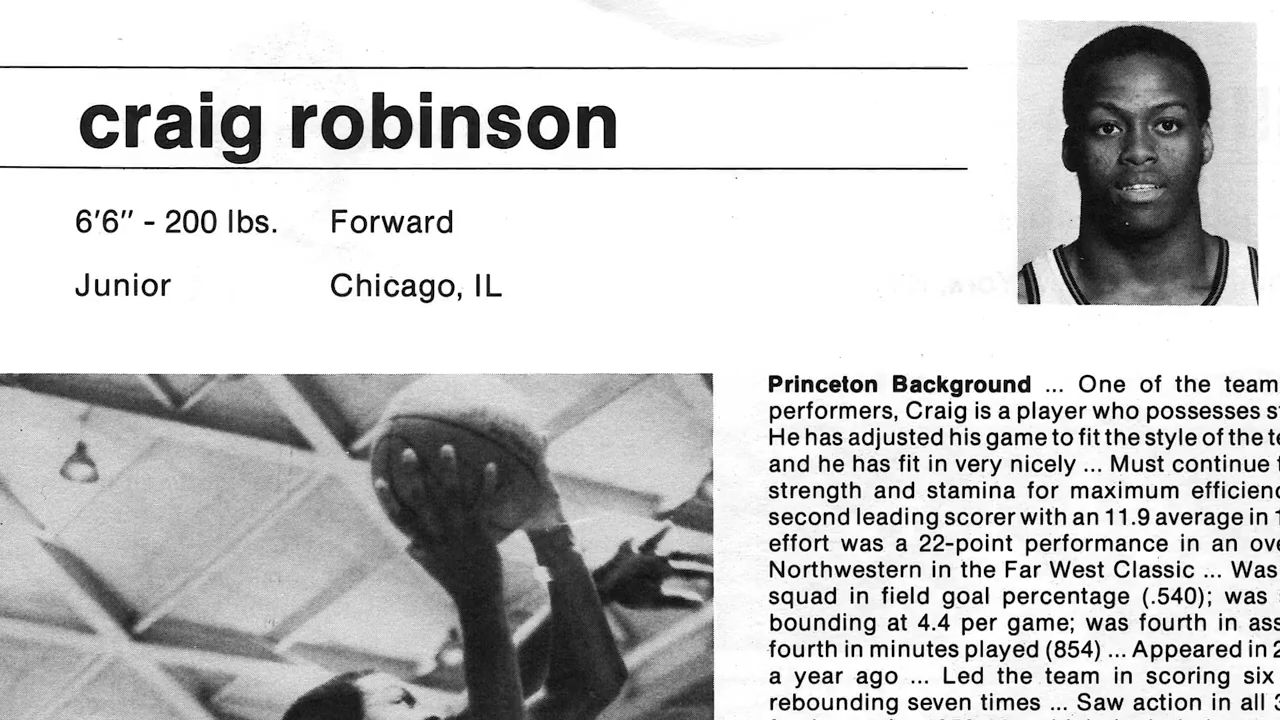 craig robinson
6'6" - 200 lbs. Forward
Junior Chicago, IL
Princeton Background ... One of the team
performers, Craig is a player who possesses
He has adjusted his game to fit the style of the
and he has fit in very nicely ... Must continue
strength and stamina for maximum
second leading scorer with an 11.9 average in
effort was a 22-point performance in an
Northwestern in the Far West Classic ... Was
squad in field goal percentage (.540); was
bounding at 4.4 per game; was fourth in
fourth in minutes played (854) ... Appeared in
a year ago ... Led the team in scoring six
rebounding seven times ... Saw action in all